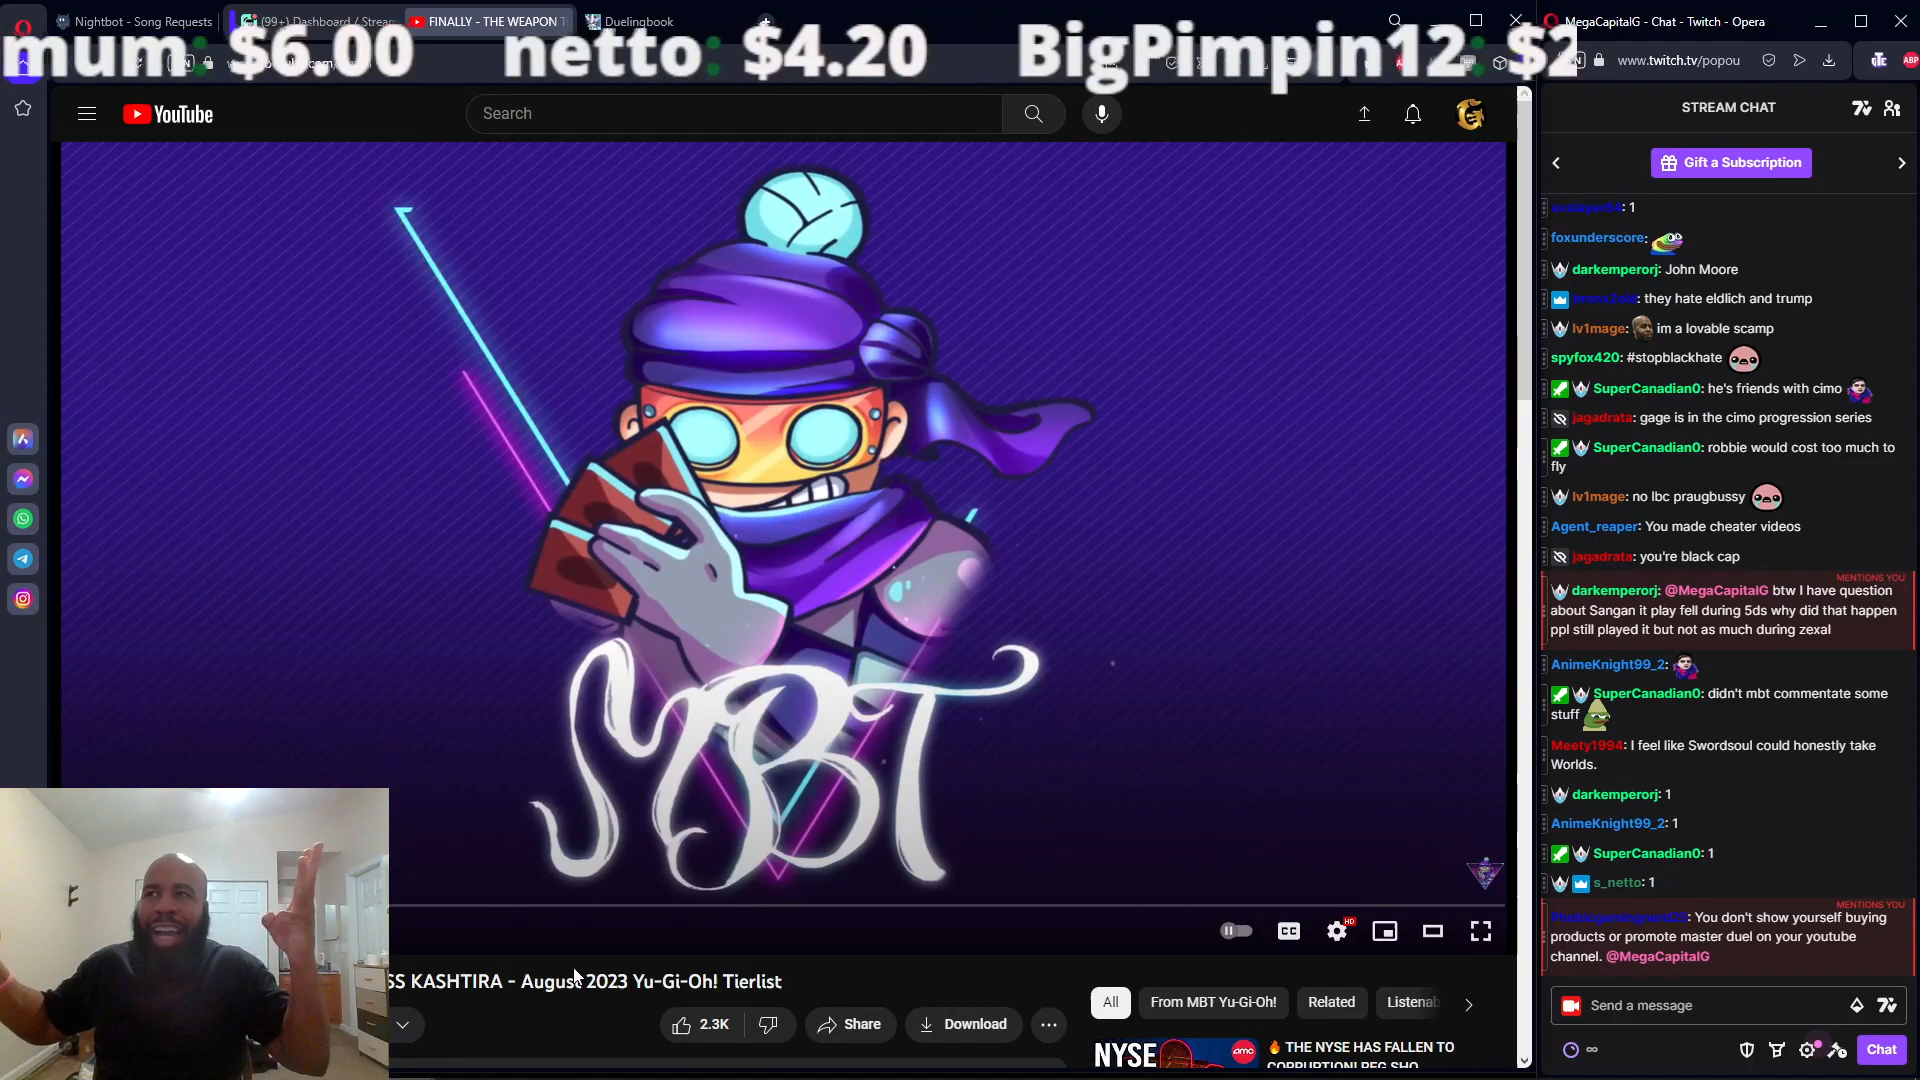 Nightbot - Song Requests
(99+) Dashboard / Stream
FINALLY - THE WEAPON T
Duelingbook
MegaCapitalG - Chat - Twitch - Opera
mum: $6.00 netto: $4.20 BigPimpin12: $2
www.twitch.tv/popou
YouTube
Search
MBT
SS KASHTIRA - August 2023 Yu-Gi-Oh! Tierlist
2.3K
Share
Download
All
From MBT Yu-Gi-Oh!
Related
Listenab
NYSE
amc
🔥 THE NYSE HAS FALLEN TO
CORRUPTION! PEG SHO
STREAM CHAT
Gift a Subscription
: 1
foxunderscore:
darkemperorj: John Moore
: they hate eldlich and trump
lv1mage: im a lovable scamp
spyfox420: #stopblackhate
SuperCanadian0: he's friends with cimo
jagadrata: gage is in the cimo progression series
SuperCanadian0: robbie would cost too much to
fly
lv1mage: no lbc praugbussy
Agent_reaper: You made cheater videos
jagadrata: you're black cap
MENTIONS YOU
darkemperorj: @MegaCapitalG btw I have question
about Sangan it play fell during 5ds why did that happen
ppl still played it but not as much during zexal
AnimeKnight99_2:
SuperCanadian0: didn't mbt commentate some
stuff
Meety1994: I feel like Swordsoul could honestly take
Worlds.
darkemperorj: 1
AnimeKnight99_2: 1
SuperCanadian0: 1
s_netto: 1
MENTIONS YOU
: You don't show yourself buying
products or promote master duel on your youtube
channel. @MegaCapitalG
Send a message
Chat